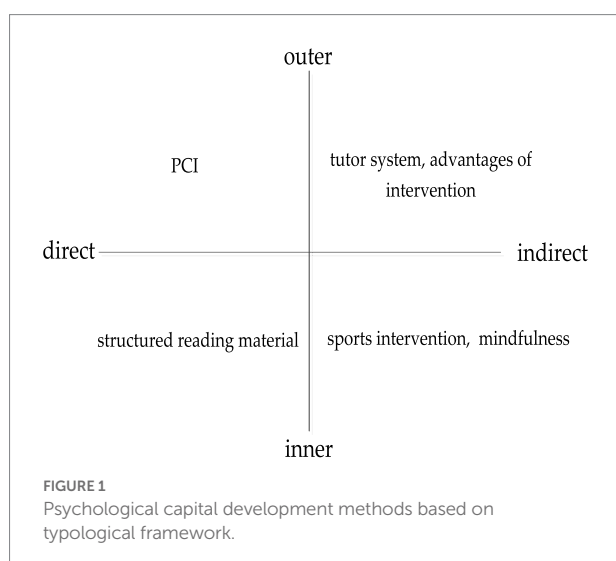 outer
PCI
tutor system, advantages of
intervention
direct
indirect
structured reading material
sports intervention, mindfulness
inner
FIGURE 1
Psychological capital development methods based on
typological framework.